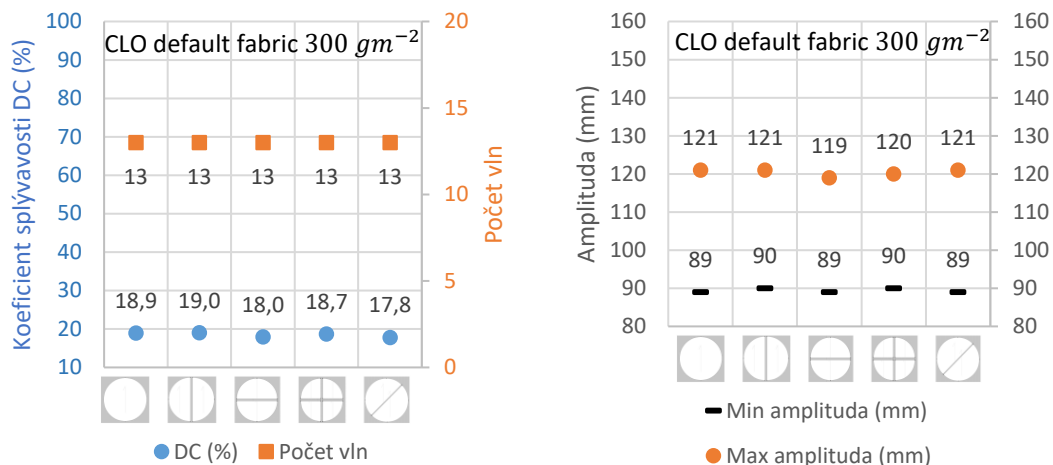 CLO default fabric 300 gm⁻²
Koeficient splývavosti DC (%)
100
90
80
70
60
50
40
30
20
10
13 13 13 13 13
18,9 19,0 18,0 18,7 17,8
20
15
10
5
0
Počet vln
DC (%) Počet vln
CLO default fabric 300 gm⁻²
Amplituda (mm)
160
150
140
130
120
110
100
90
80
121 121 119 120 121
89 90 89 90 89
160
150
140
130
120
110
100
90
80
Min amplituda (mm)
Max amplituda (mm)